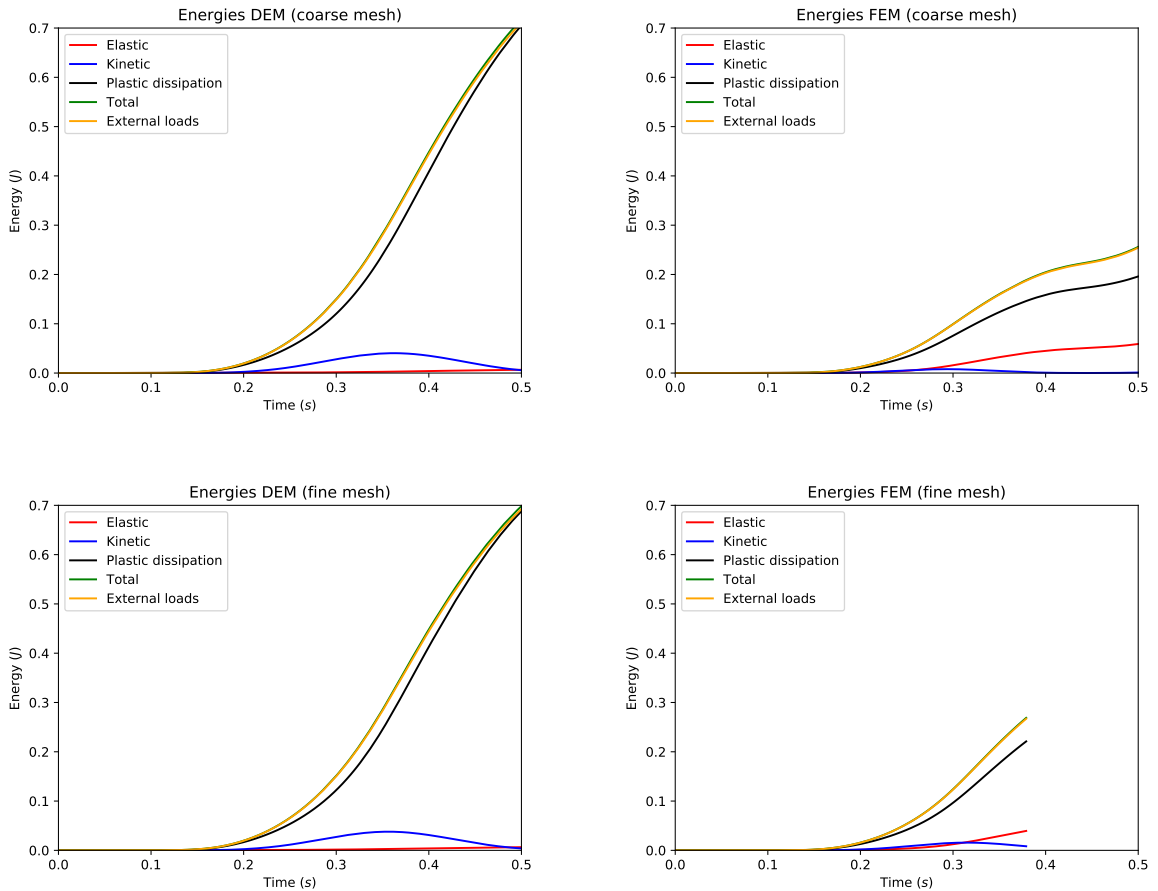 Energies DEM (coarse mesh)
0.7
0.6
0.5
0.4
0.3
0.2
0.1
0.0
Energy (J)
Elastic
Kinetic
Plastic dissipation
Total
External loads
0.0 0.1 0.2 0.3 0.4 0.5
Time (s)
Energies FEM (coarse mesh)
0.7
0.6
0.5
0.4
0.3
0.2
0.1
0.0
Energy (J)
Elastic
Kinetic
Plastic dissipation
Total
External loads
0.0 0.1 0.2 0.3 0.4 0.5
Time (s)
Energies DEM (fine mesh)
0.7
0.6
0.5
0.4
0.3
0.2
0.1
0.0
Energy (J)
Elastic
Kinetic
Plastic dissipation
Total
External loads
0.0 0.1 0.2 0.3 0.4 0.5
Time (s)
Energies FEM (fine mesh)
0.7
0.6
0.5
0.4
0.3
0.2
0.1
0.0
Energy (J)
Elastic
Kinetic
Plastic dissipation
Total
External loads
0.0 0.1 0.2 0.3 0.4 0.5
Time (s)